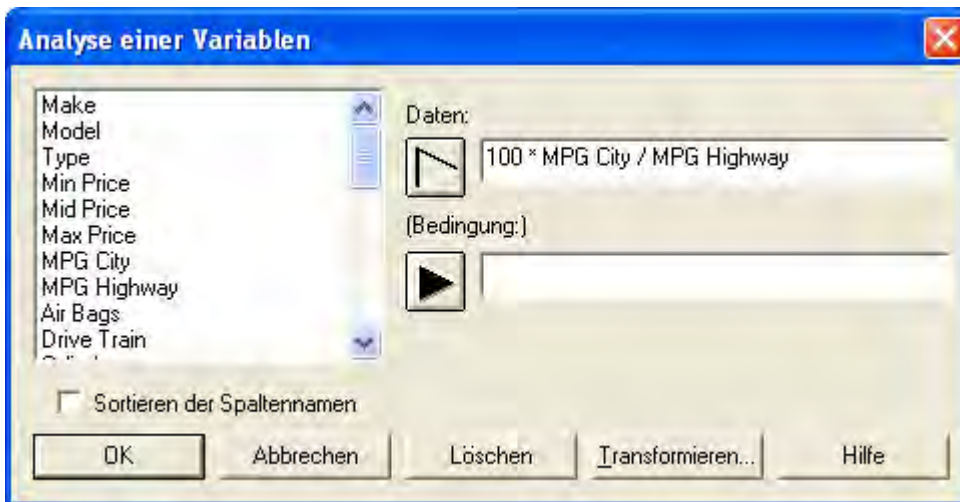 Analyse einer Variablen
Make
Model
Type
Min Price
Mid Price
Max Price
MPG City
MPG Highway
Air Bags
Drive Train
Daten:
100 * MPG City / MPG Highway
(Bedingung:)
Sortieren der Spaltennamen
OK
Abbrechen
Löschen
Transformieren...
Hilfe